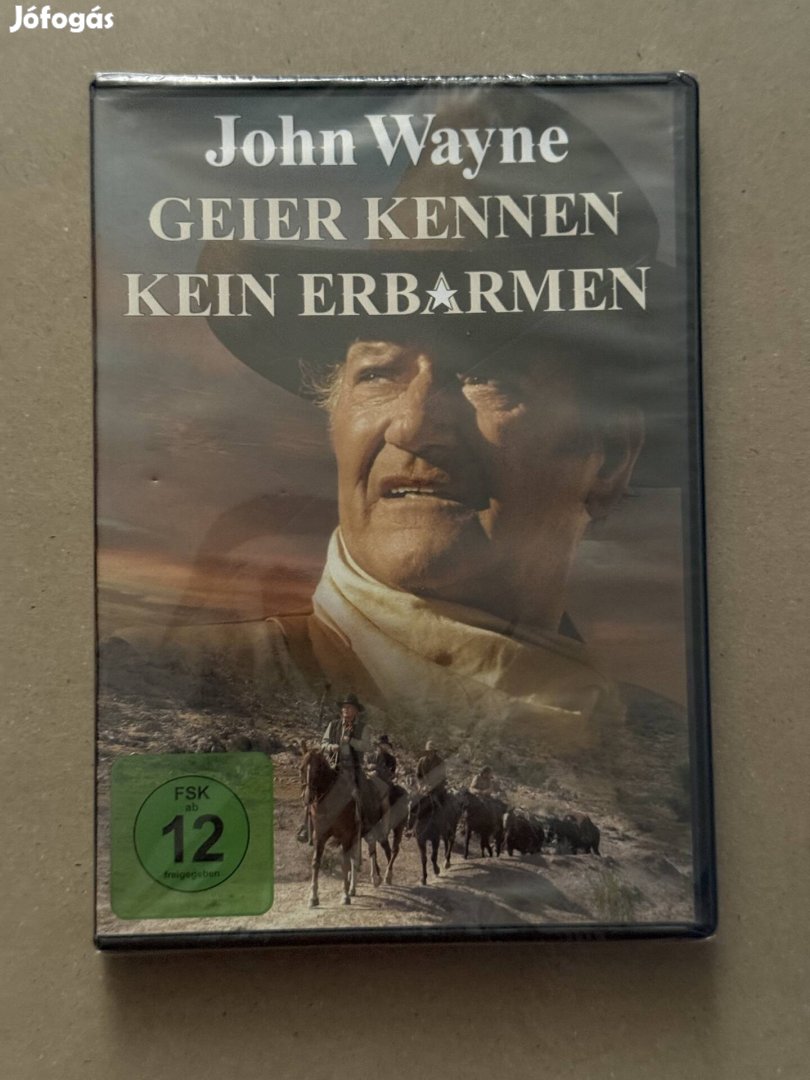 Jófogás
John Wayne
GEIER KENNEN
KEIN ERBARMEN
FSK
ab
12
freigegeben